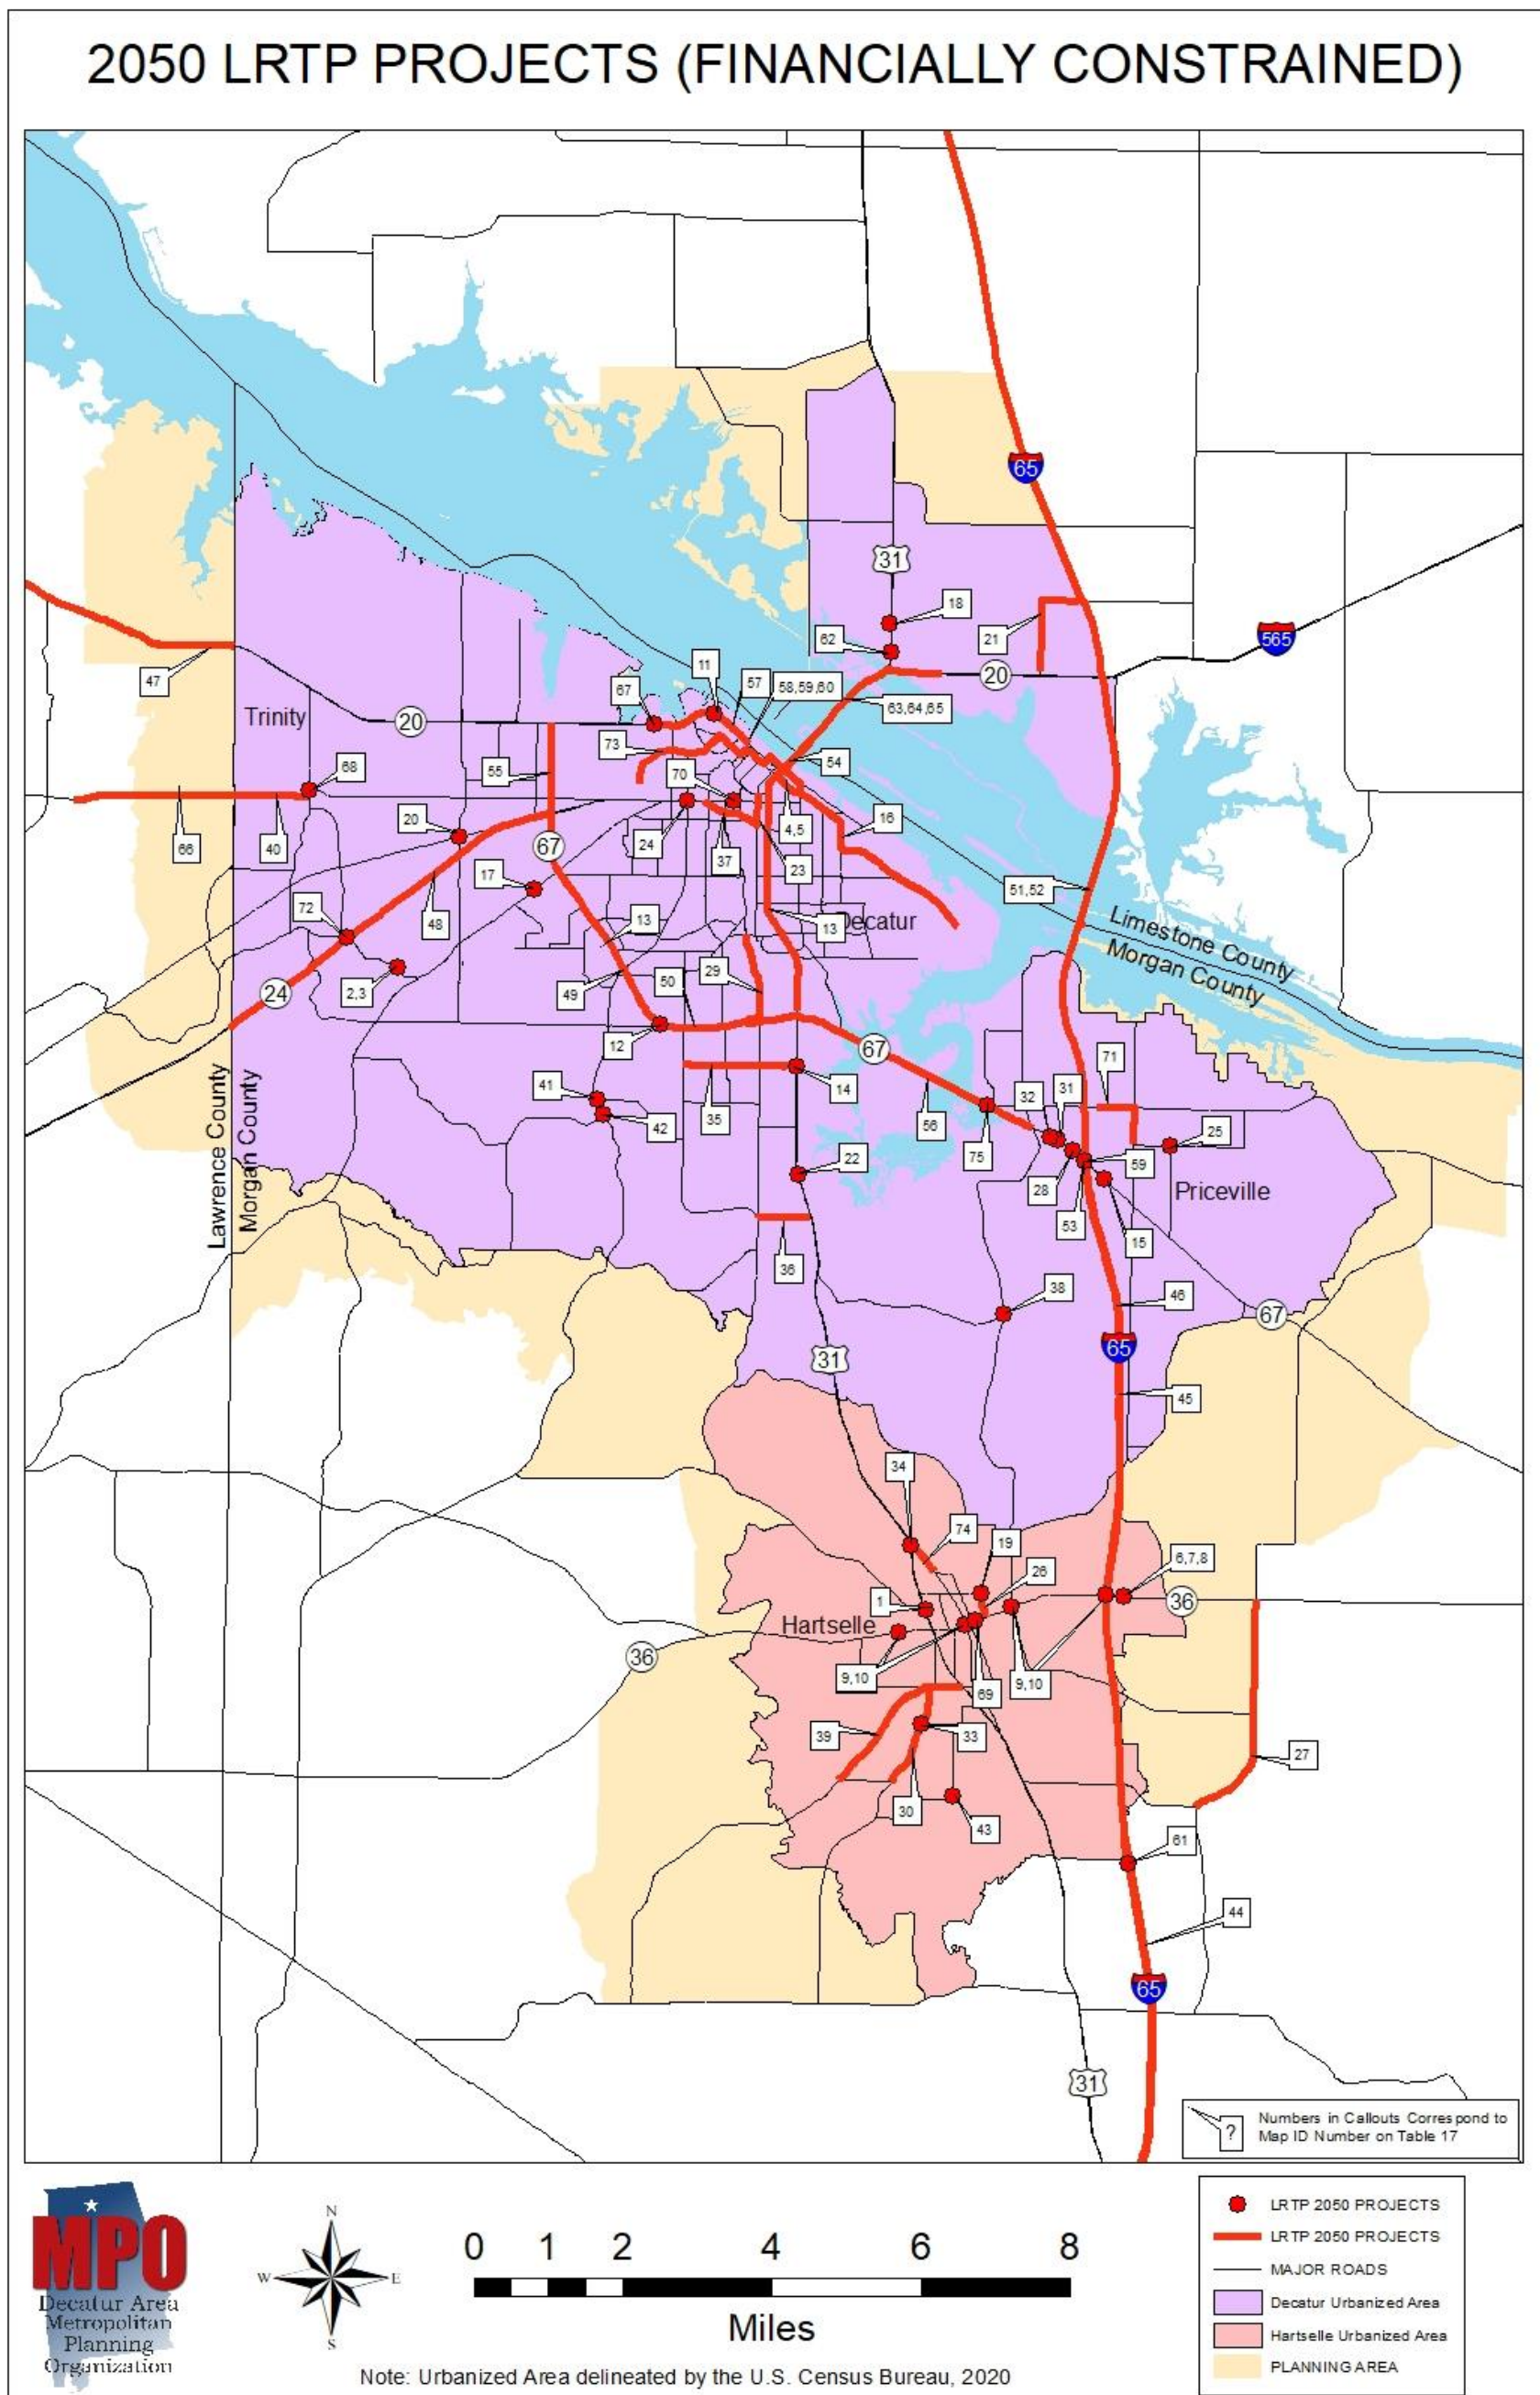 2050 LRTP PROJECTS (FINANCIALLY CONSTRAINED)
65
31
18
62
21
565
20
47
11
57
58,59,60
67
63,64,65
Trinity
20
73
54
55
68
70
20
4,5
16
66
40
67
24
37
23
17
51,52
72
48
13
13
Decatur
Limestone County
Morgan County
24
2,3
49
50
29
12
67
71
41
14
32
31
42
35
56
25
Lawrence County
Morgan County
22
75
59
28
Priceville
53
15
36
38
46
67
31
65
45
34
74
19
26
6,7,8
1
36
Hartselle
36
9,10
69
9,10
39
33
27
30
43
61
44
65
31
?
Numbers in Callouts Correspond to
Map ID Number on Table 17
MPO
Decatur Area
Metropolitan
Planning
Organization
N
W
E
S
0 1 2 4 6 8
Miles
Note: Urbanized Area delineated by the U.S. Census Bureau, 2020
LRTP 2050 PROJECTS
LRTP 2050 PROJECTS
MAJOR ROADS
Decatur Urbanized Area
Hartselle Urbanized Area
PLANNING AREA